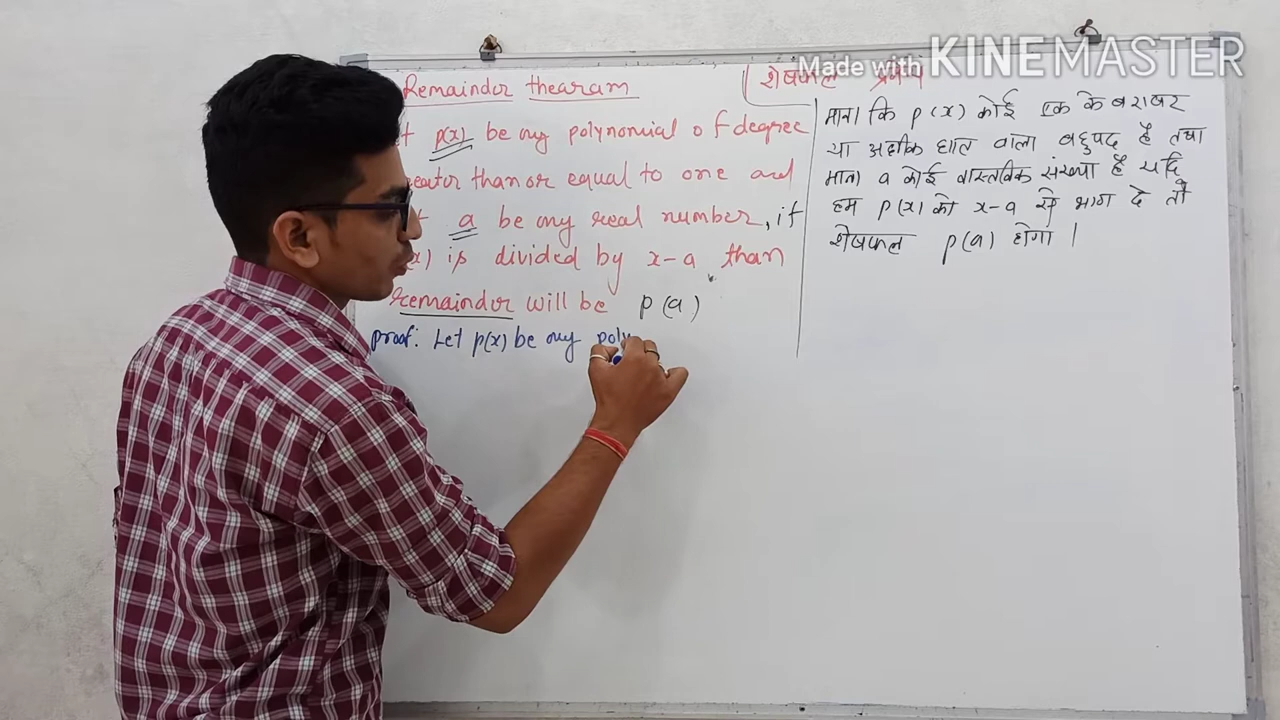 Made with KINEMASTER
Remainder thearam
p(x) be any polynomial of degree
than or equal to one and
a be any real number, if
is divided by x-a than
remainder will be p(a)
proof: Let p(x) be any poly
शेषफल
माना कि p(x) कोई एक के बराबर
या अधीक घात वाला बहुपद है तथा
माना a कोई वास्तविक संख्या है यदि
हम p(x) को x-a से भाग दे तो
शेषफल p(a) होगा |